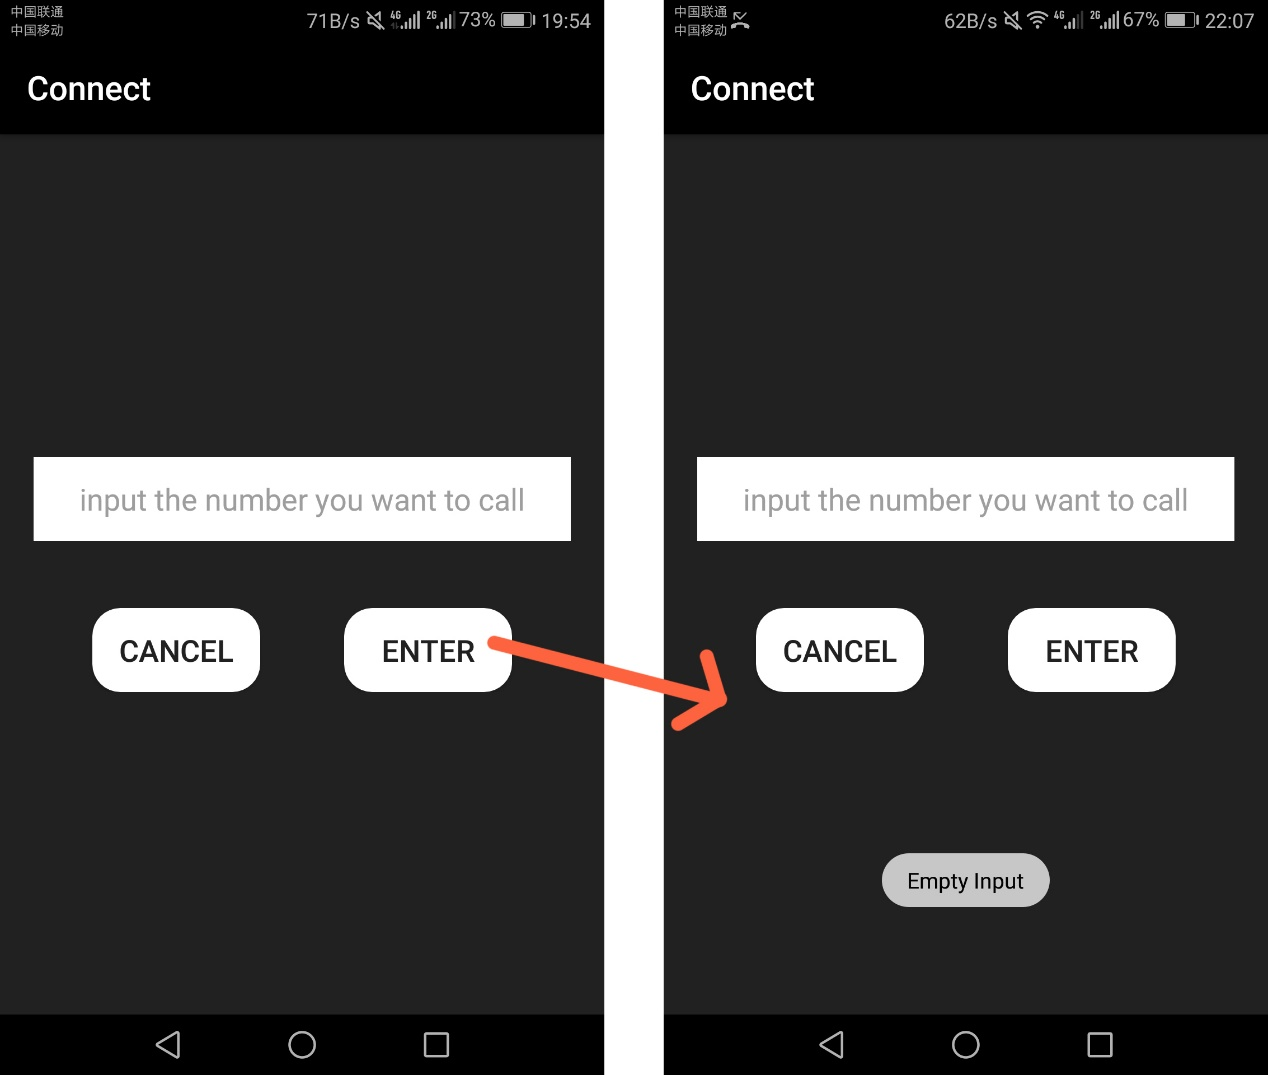 中国联通
中国移动
71B/s 4G 2G 73% 19:54
Connect
input the number you want to call
CANCEL
ENTER
中国联通
中国移动
62B/s 4G 2G 67% 22:07
Connect
input the number you want to call
CANCEL
ENTER
Empty Input